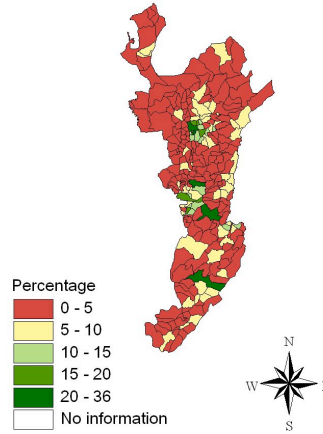 Percentage
0 - 5
5 - 10
10 - 15
15 - 20
20 - 36
No information
N
W
S